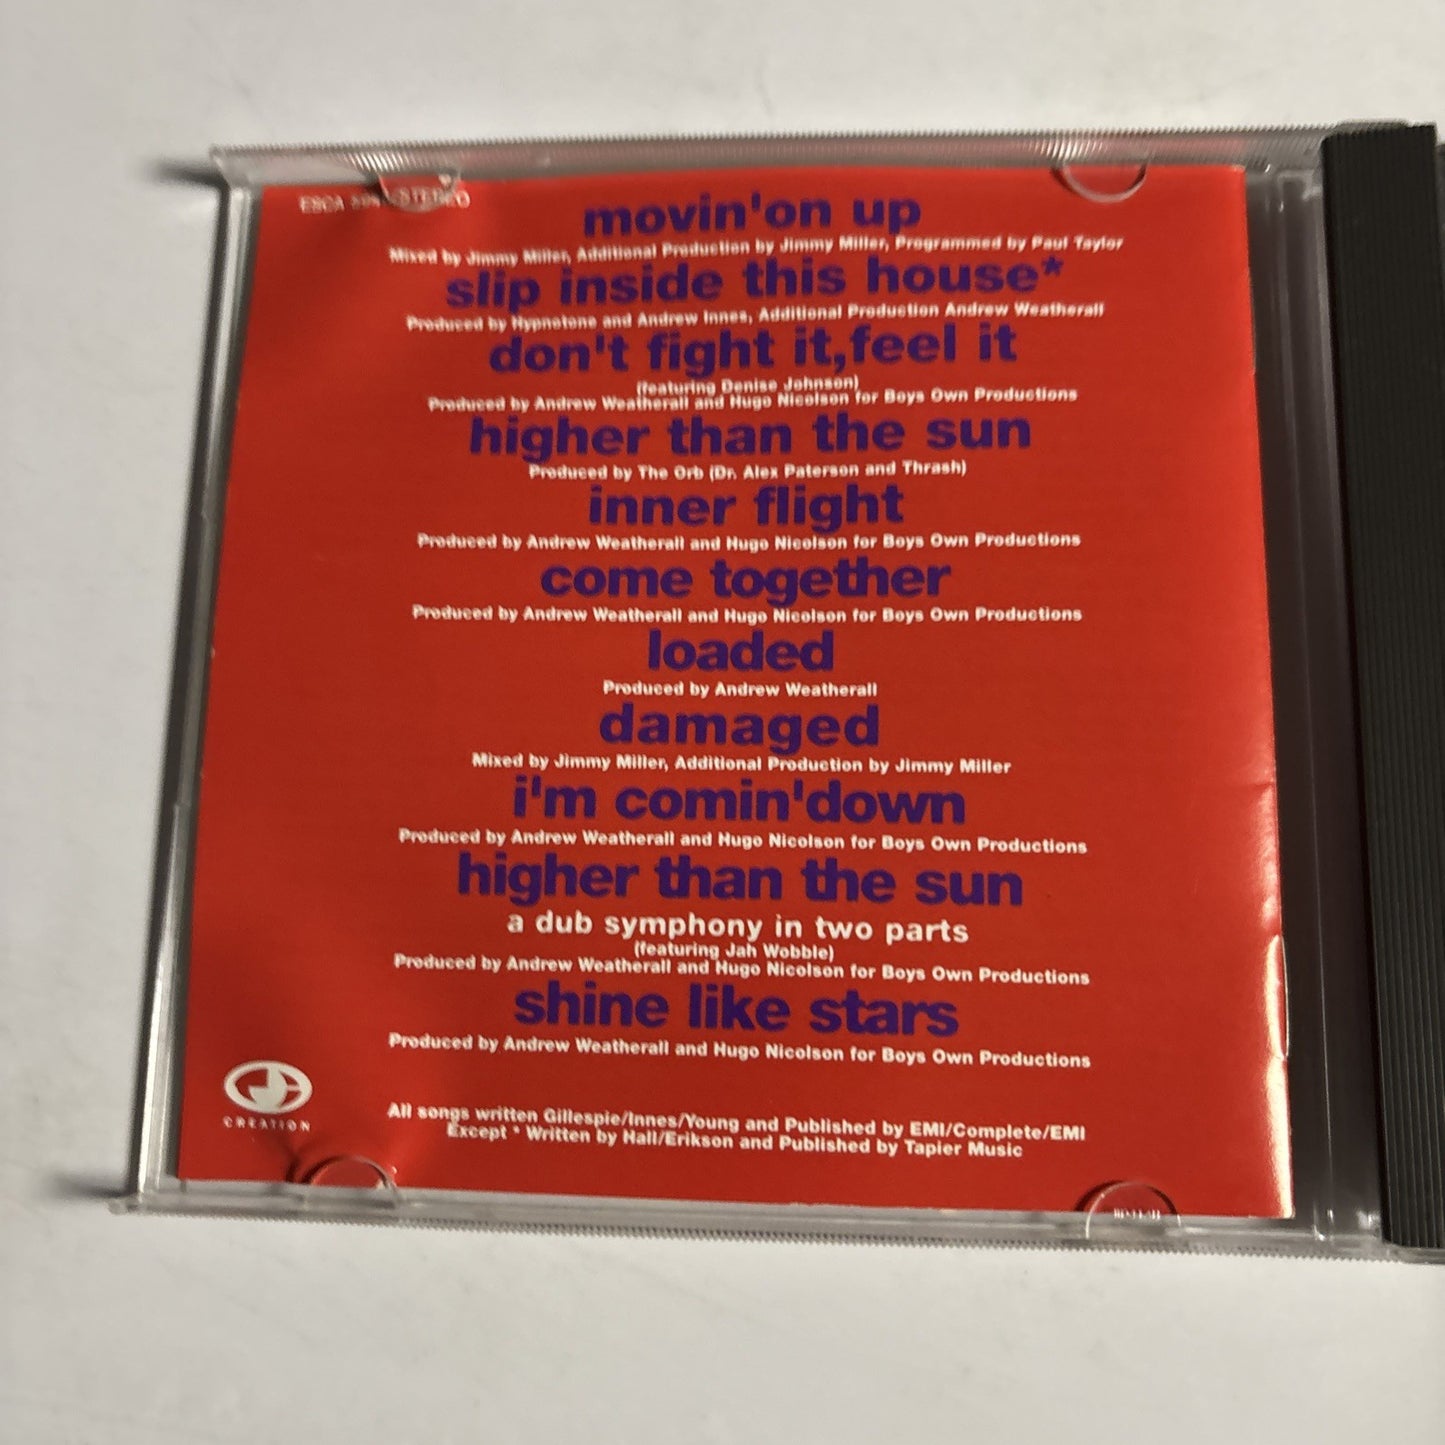 ESCA STEREO
movin'on up
Mixed by Jimmy Miller, Additional Production by Jimmy Miller, Programmed by Paul Taylor
slip inside this house*
Produced by Hypnotone and Andrew Innes, Additional Production Andrew Weatherall
don't fight it,feel it
(featuring Denise Johnson)
Produced by Andrew Weatherall and Hugo Nicolson for Boys Own Productions
higher than the sun
Produced by The Orb (Dr. Alex Paterson and Thrash)
inner flight
Produced by Andrew Weatherall and Hugo Nicolson for Boys Own Productions
come together
Produced by Andrew Weatherall and Hugo Nicolson for Boys Own Productions
loaded
Produced by Andrew Weatherall
damaged
Mixed by Jimmy Miller, Additional Production by Jimmy Miller
i'm comin'down
Produced by Andrew Weatherall and Hugo Nicolson for Boys Own Productions
higher than the sun
a dub symphony in two parts
(featuring Jah Wobble)
Produced by Andrew Weatherall and Hugo Nicolson for Boys Own Productions
shine like stars
Produced by Andrew Weatherall and Hugo Nicolson for Boys Own Productions
CREATION
All songs written Gillespie/Innes/Young and Published by EMI/Complete/EMI
Except * Written by Hall/Erikson and Published by Tapier Music